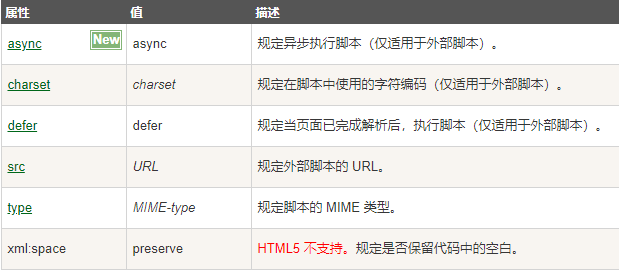 属性 值 描述
async New async 规定异步执行脚本（仅适用于外部脚本）。
charset charset 规定在脚本中使用的字符编码（仅适用于外部脚本）。
defer defer 规定当页面已完成解析后，执行脚本（仅适用于外部脚本）。
src URL 规定外部脚本的 URL。
type MIME-type 规定脚本的 MIME 类型。
xml:space preserve HTML5 不支持。规定是否保留代码中的空白。